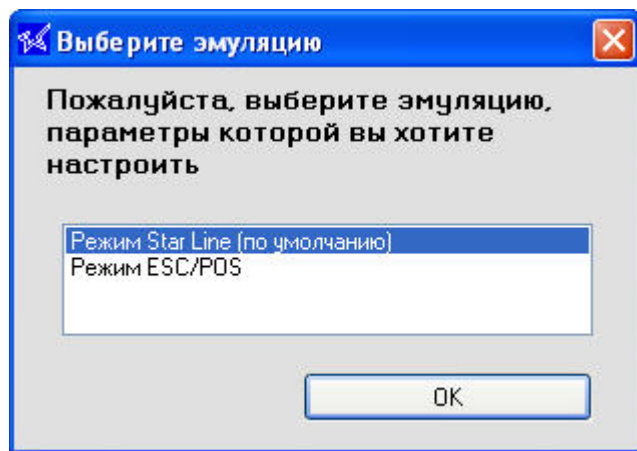 Выберите эмуляцию
Пожалуйста, выберите эмуляцию,
параметры которой вы хотите
настроить
Режим Star Line (по умолчанию)
Режим ESC/POS
OK